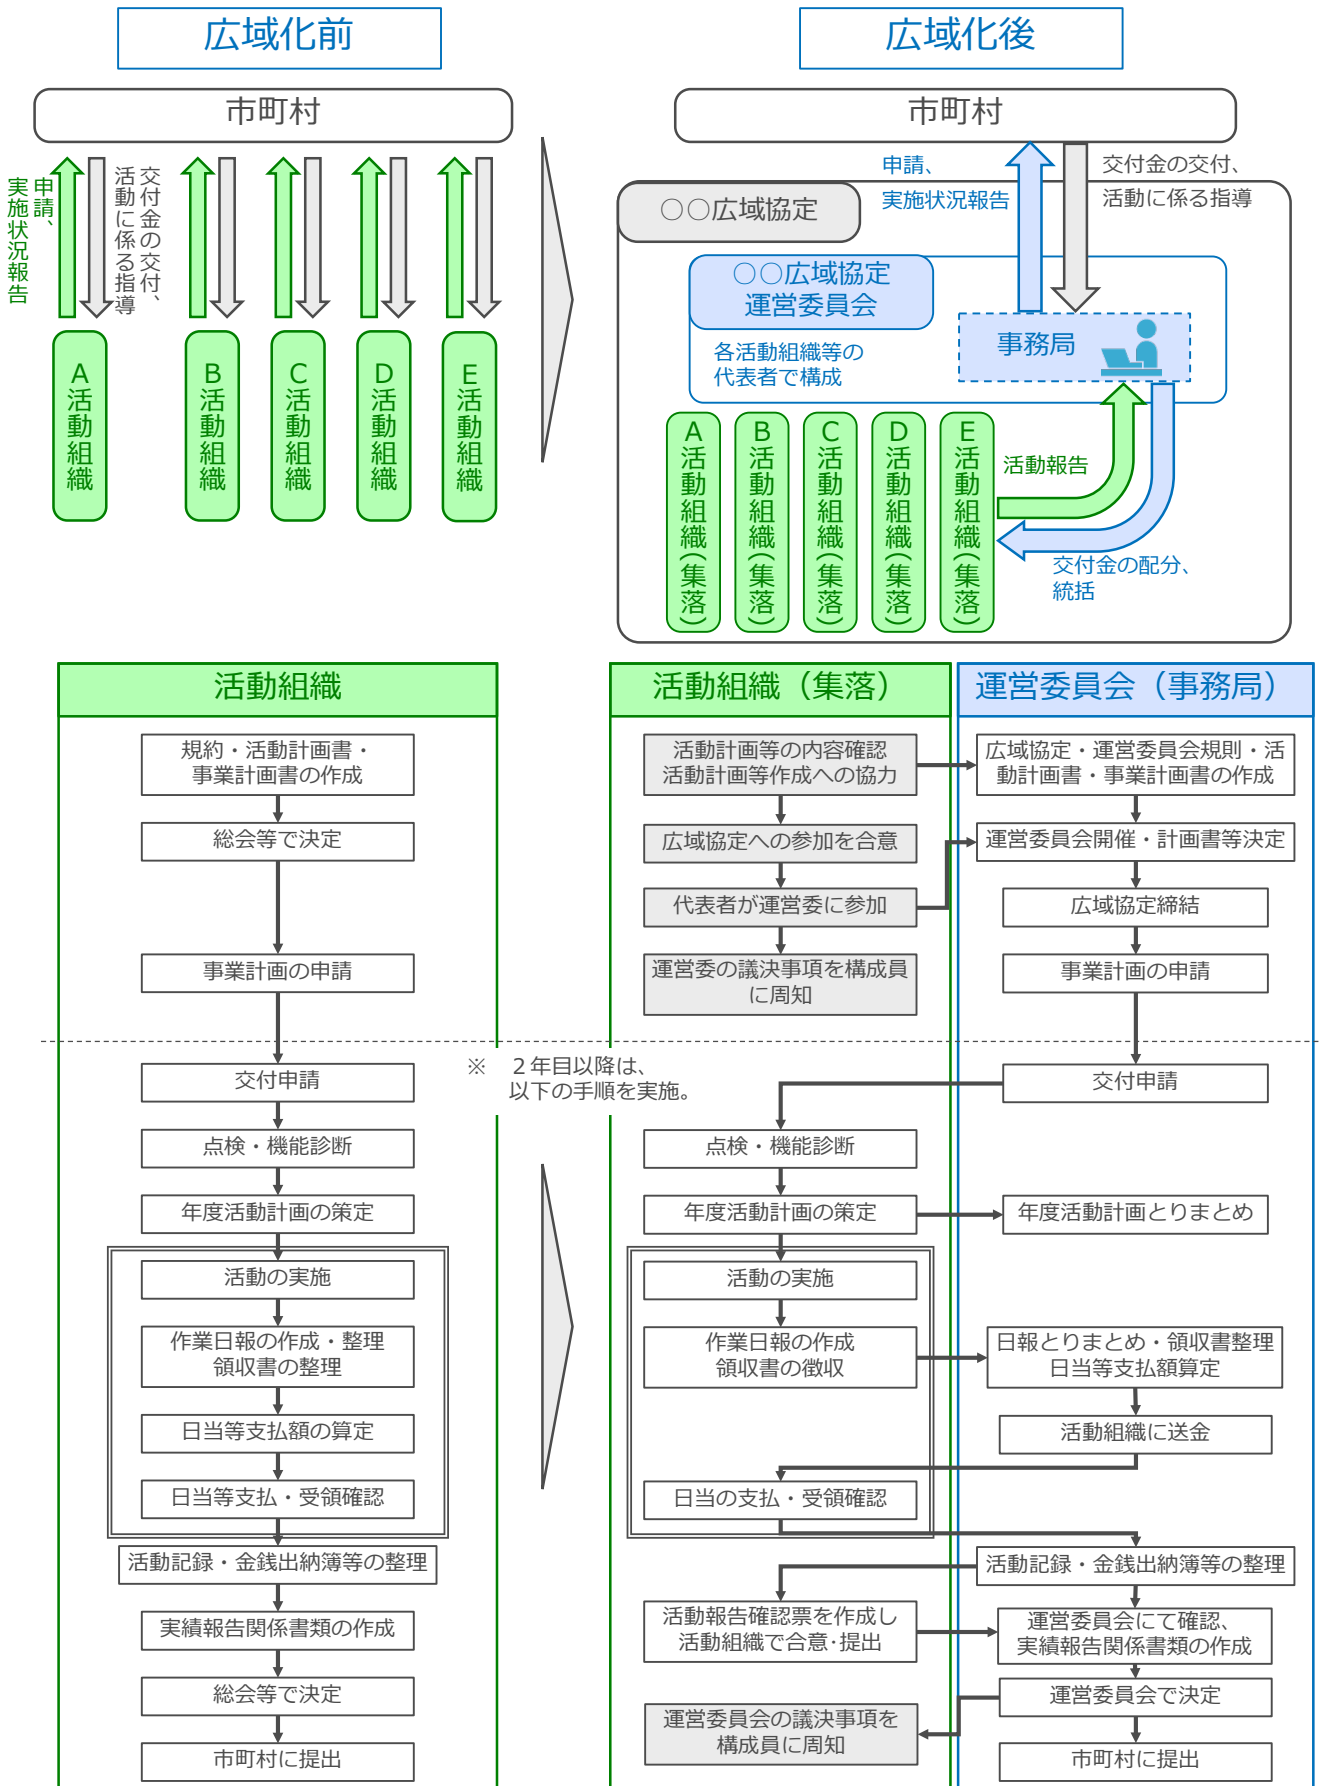 広域化前
市町村
申請、
実施状況報告
交付金の交付、
活動に係る指導
A活動組織
B活動組織
C活動組織
D活動組織
E活動組織
広域化後
市町村
申請、
実施状況報告
交付金の交付、
活動に係る指導
○○広域協定
○○広域協定
運営委員会
各活動組織等の
代表者で構成
事務局
A活動組織(集落)
B活動組織(集落)
C活動組織(集落)
D活動組織(集落)
E活動組織(集落)
活動報告
交付金の配分、
統括
活動組織
規約・活動計画書・
事業計画書の作成
総会等で決定
事業計画の申請
交付申請
点検・機能診断
年度活動計画の策定
活動の実施
作業日報の作成・整理
領収書の整理
日当等支払額の算定
日当等支払・受領確認
活動記録・金銭出納簿等の整理
実績報告関係書類の作成
総会等で決定
市町村に提出
※ 2年目以降は、
以下の手順を実施。
活動組織(集落)
活動計画等の内容確認
活動計画等作成への協力
広域協定への参加を合意
代表者が運営委に参加
運営委の議決事項を構成員
に周知
点検・機能診断
年度活動計画の策定
活動の実施
作業日報の作成
領収書の徴収
日当の支払・受領確認
活動報告確認票を作成し
活動組織で合意・提出
運営委員会の議決事項を
構成員に周知
運営委員会(事務局)
広域協定・運営委員会規則・活
動計画書・事業計画書の作成
運営委員会開催・計画書等決定
広域協定締結
事業計画の申請
交付申請
年度活動計画とりまとめ
日報とりまとめ・領収書整理
日当等支払額算定
活動組織に送金
活動記録・金銭出納簿等の整理
運営委員会にて確認、
実績報告関係書類の作成
運営委員会で決定
市町村に提出